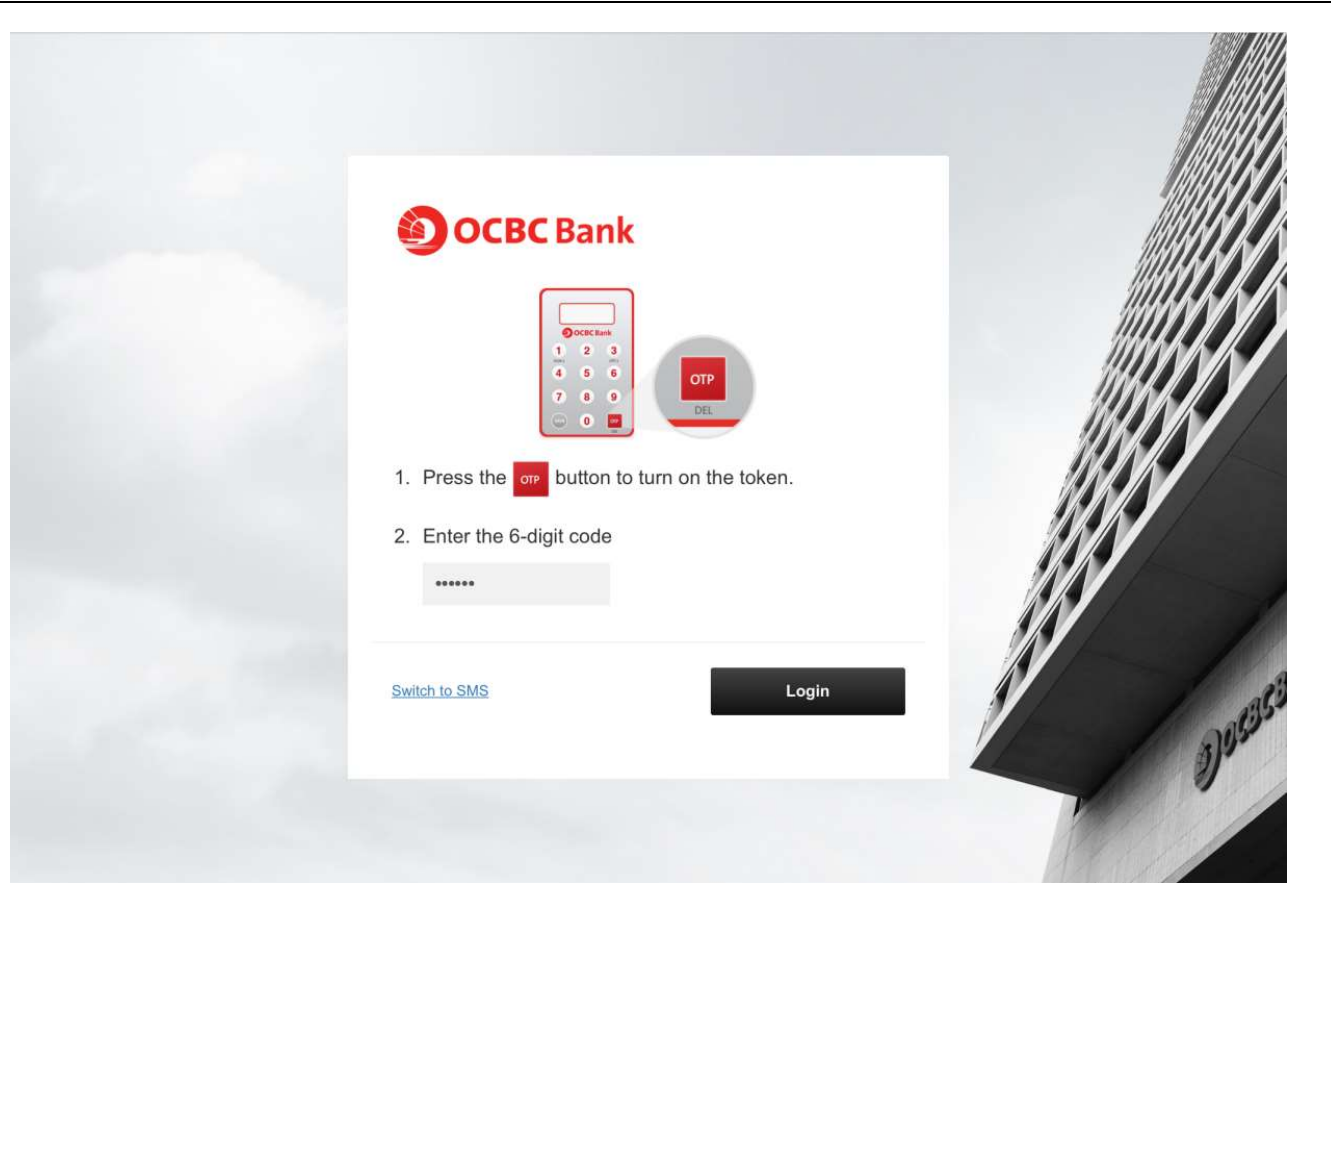 OCBC Bank
OCBC Bank
1 2 3
4 5 6
7 8 9
0 OTP
OTP
DEL
1. Press the OTP button to turn on the token.
2. Enter the 6-digit code
••••••
Switch to SMS
Login
OCBC